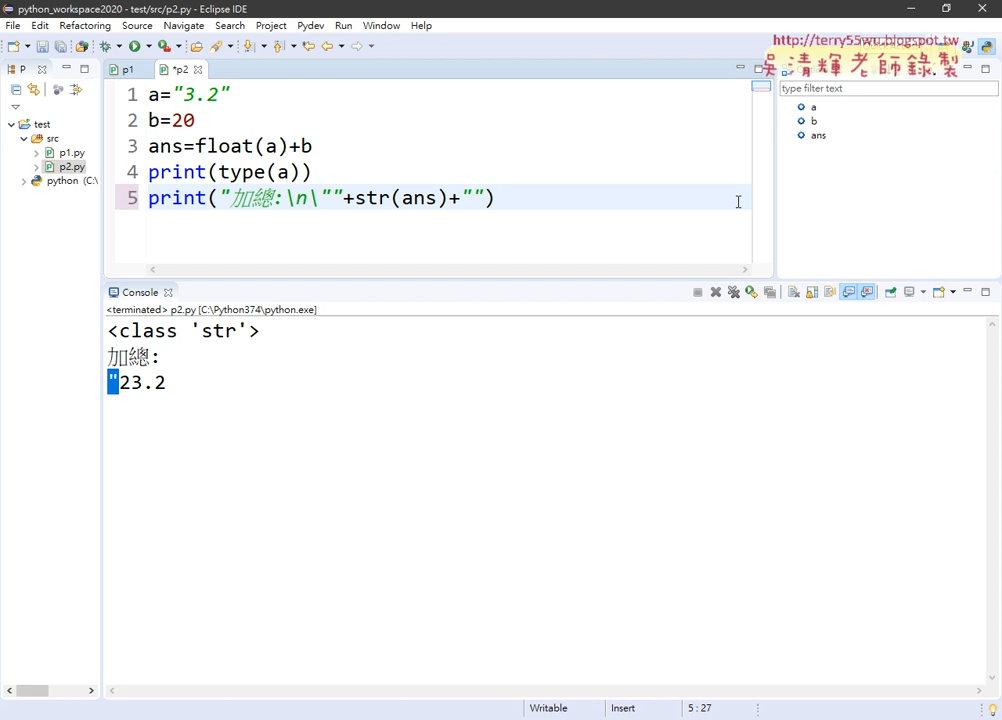 python_workspace2020 - test/src/p2.py - Eclipse IDE
File Edit Refactoring Source Navigate Search Project Pydev Run Window Help
http://terry55wu.blogspot.tw
吳清輝老師錄製
P
p1
*p2
type filter text
a
b
ans
test
src
p1.py
p2.py
python (C:\
1 a="3.2"
2 b=20
3 ans=float(a)+b
4 print(type(a))
5 print("加總:\n\""+str(ans)+"")
Console
<terminated> p2.py [C:\Python374\python.exe]
<class 'str'>
加總:
"23.2
Writable Insert 5 : 27